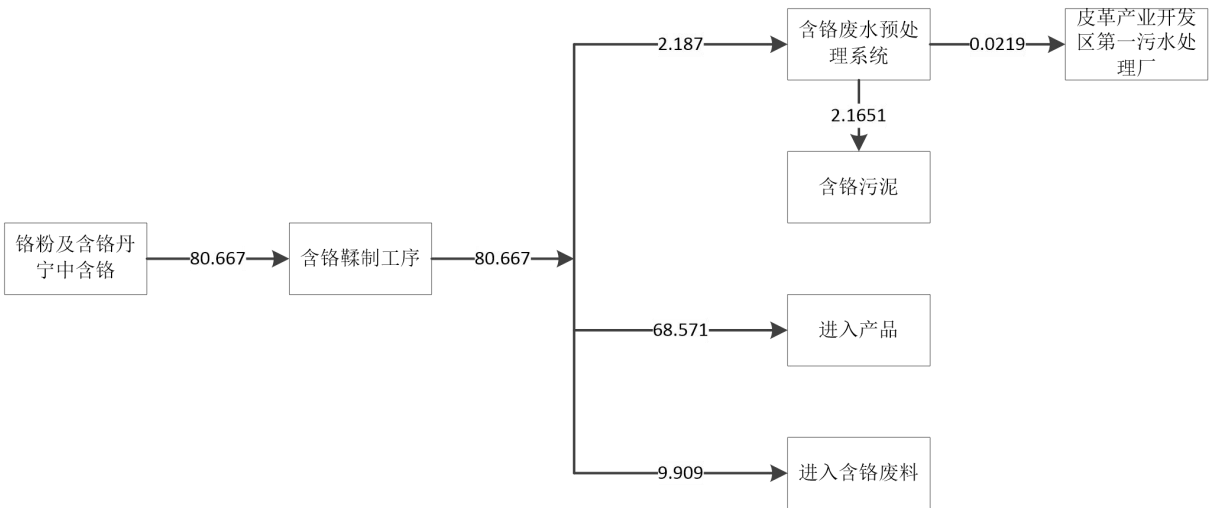 含铬废水预处
理系统
2.187
0.0219
皮革产业开发
区第一污水处
理厂
2.1651
含铬污泥
铬粉及含铬丹
宁中含铬
80.667
含铬鞣制工序
80.667
68.571
进入产品
9.909
进入含铬废料